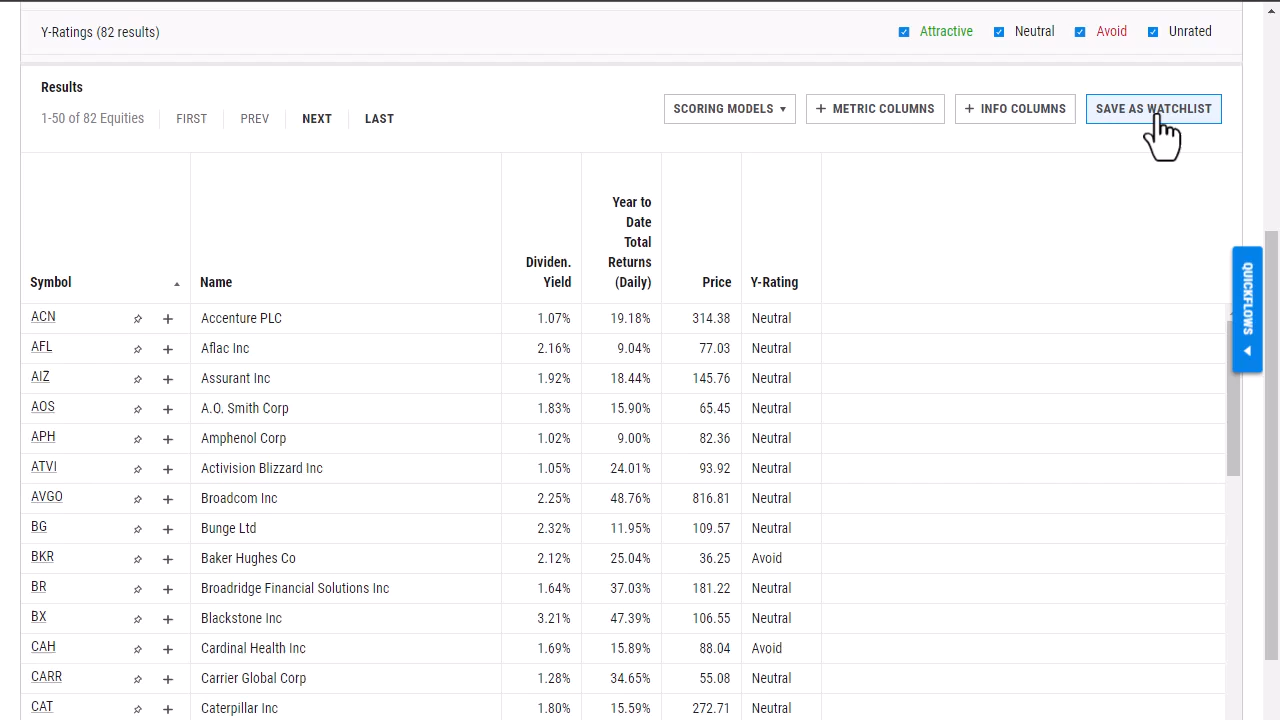 Y-Ratings (82 results) Attractive Neutral Avoid Unrated
Results
1-50 of 82 Equities FIRST PREV NEXT LAST SCORING MODELS ▾ + METRIC COLUMNS + INFO COLUMNS SAVE AS WATCHLIST
Year to
Date
Total
Dividen. Returns
Symbol Name Yield (Daily) Price Y-Rating
ACN + Accenture PLC 1.07% 19.18% 314.38 Neutral
AFL + Aflac Inc 2.16% 9.04% 77.03 Neutral
AIZ + Assurant Inc 1.92% 18.44% 145.76 Neutral
AOS + A.O. Smith Corp 1.83% 15.90% 65.45 Neutral
APH + Amphenol Corp 1.02% 9.00% 82.36 Neutral
ATVI + Activision Blizzard Inc 1.05% 24.01% 93.92 Neutral
AVGO + Broadcom Inc 2.25% 48.76% 816.81 Neutral
BG + Bunge Ltd 2.32% 11.95% 109.57 Neutral
BKR + Baker Hughes Co 2.12% 25.04% 36.25 Avoid
BR + Broadridge Financial Solutions Inc 1.64% 37.03% 181.22 Neutral
BX + Blackstone Inc 3.21% 47.39% 106.55 Neutral
CAH + Cardinal Health Inc 1.69% 15.89% 88.04 Avoid
CARR + Carrier Global Corp 1.28% 34.65% 55.08 Neutral
CAT + Caterpillar Inc 1.80% 15.59% 272.71 Neutral
QUICKFLOWS